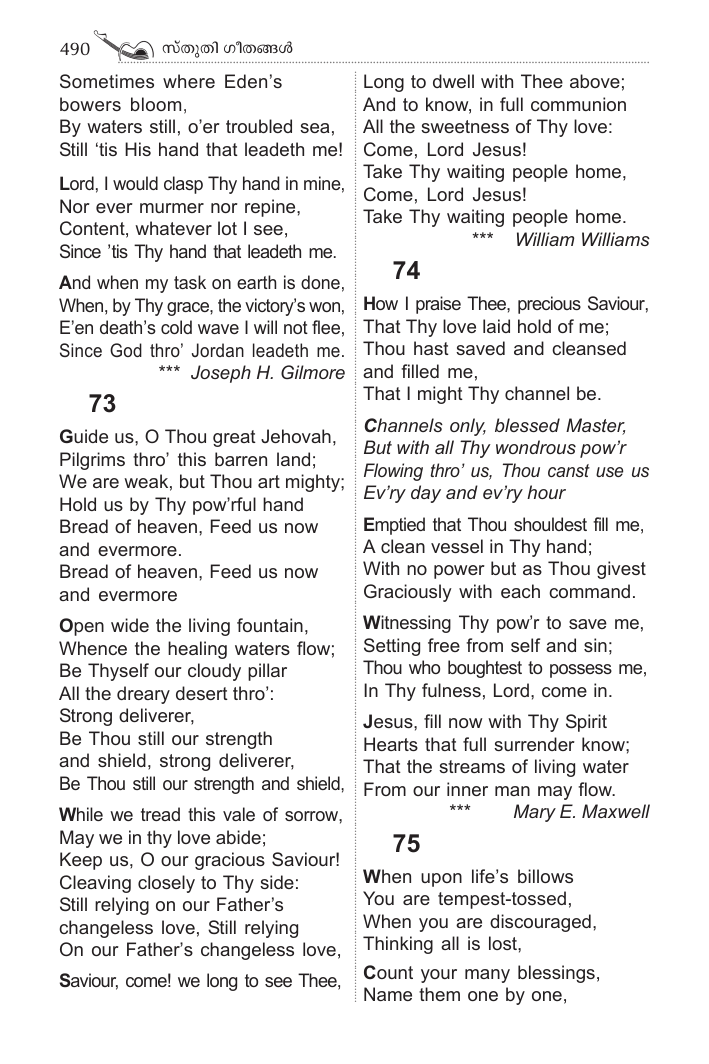 490 സ്തുതി ഗീതങ്ങൾ
Sometimes where Eden's
bowers bloom,
By waters still, o'er troubled sea,
Still 'tis His hand that leadeth me!
Lord, I would clasp Thy hand in mine,
Nor ever murmer nor repine,
Content, whatever lot I see,
Since 'tis Thy hand that leadeth me.
And when my task on earth is done,
When, by Thy grace, the victory's won,
E'en death's cold wave I will not flee,
Since God thro' Jordan leadeth me.
*** Joseph H. Gilmore
73
Guide us, O Thou great Jehovah,
Pilgrims thro' this barren land;
We are weak, but Thou art mighty;
Hold us by Thy pow'rful hand
Bread of heaven, Feed us now
and evermore.
Bread of heaven, Feed us now
and evermore
Open wide the living fountain,
Whence the healing waters flow;
Be Thyself our cloudy pillar
All the dreary desert thro':
Strong deliverer,
Be Thou still our strength
and shield, strong deliverer,
Be Thou still our strength and shield,
While we tread this vale of sorrow,
May we in thy love abide;
Keep us, O our gracious Saviour!
Cleaving closely to Thy side:
Still relying on our Father's
changeless love, Still relying
On our Father's changeless love,
Saviour, come! we long to see Thee,
Long to dwell with Thee above;
And to know, in full communion
All the sweetness of Thy love:
Come, Lord Jesus!
Take Thy waiting people home,
Come, Lord Jesus!
Take Thy waiting people home.
*** William Williams
74
How I praise Thee, precious Saviour,
That Thy love laid hold of me;
Thou hast saved and cleansed
and filled me,
That I might Thy channel be.
Channels only, blessed Master,
But with all Thy wondrous pow'r
Flowing thro' us, Thou canst use us
Ev'ry day and ev'ry hour
Emptied that Thou shouldest fill me,
A clean vessel in Thy hand;
With no power but as Thou givest
Graciously with each command.
Witnessing Thy pow'r to save me,
Setting free from self and sin;
Thou who boughtest to possess me,
In Thy fulness, Lord, come in.
Jesus, fill now with Thy Spirit
Hearts that full surrender know;
That the streams of living water
From our inner man may flow.
*** Mary E. Maxwell
75
When upon life's billows
You are tempest-tossed,
When you are discouraged,
Thinking all is lost,
Count your many blessings,
Name them one by one,